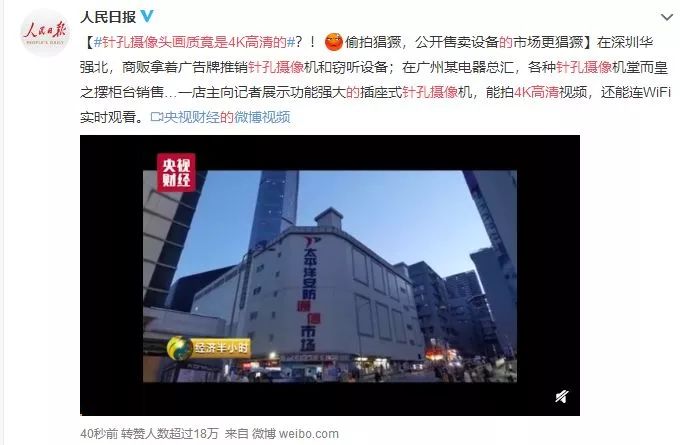 人民日报
PEOPLE'S DAILY
人民日报
【#针孔摄像头画质竟是4K高清的#?!偷拍猖獗，公开售卖设备的市场更猖獗】在深圳华
强北，商贩拿着广告牌推销针孔摄像机和窃听设备；在广州某电器总汇，各种针孔摄像机堂而皇
之摆柜台销售…一店主向记者展示功能强大的插座式针孔摄像机，能拍4K高清视频，还能连WiFi
实时观看。央视财经的微博视频
央视
财经
太平洋安防通信市场
经济半小时
40秒前 转赞人数超过18万 来自 微博 weibo.com